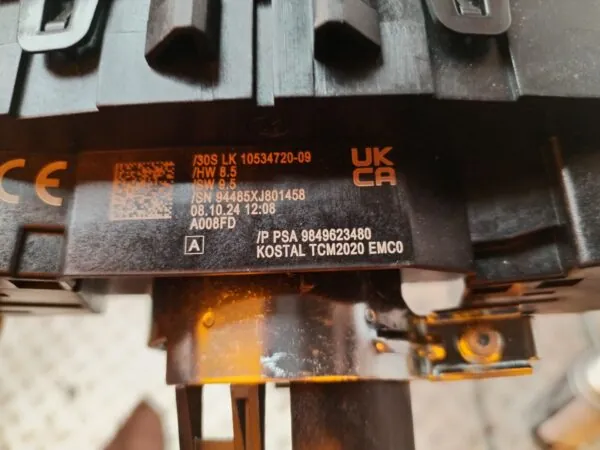 CE
/30S LK 10534720-09
/HW 8.5
/SW 9.5
/SN 94485XJ801458
08.10.24 12:08
A008FD
UK
CA
A
/P PSA 9849623480
KOSTAL TCM2020 EMC0